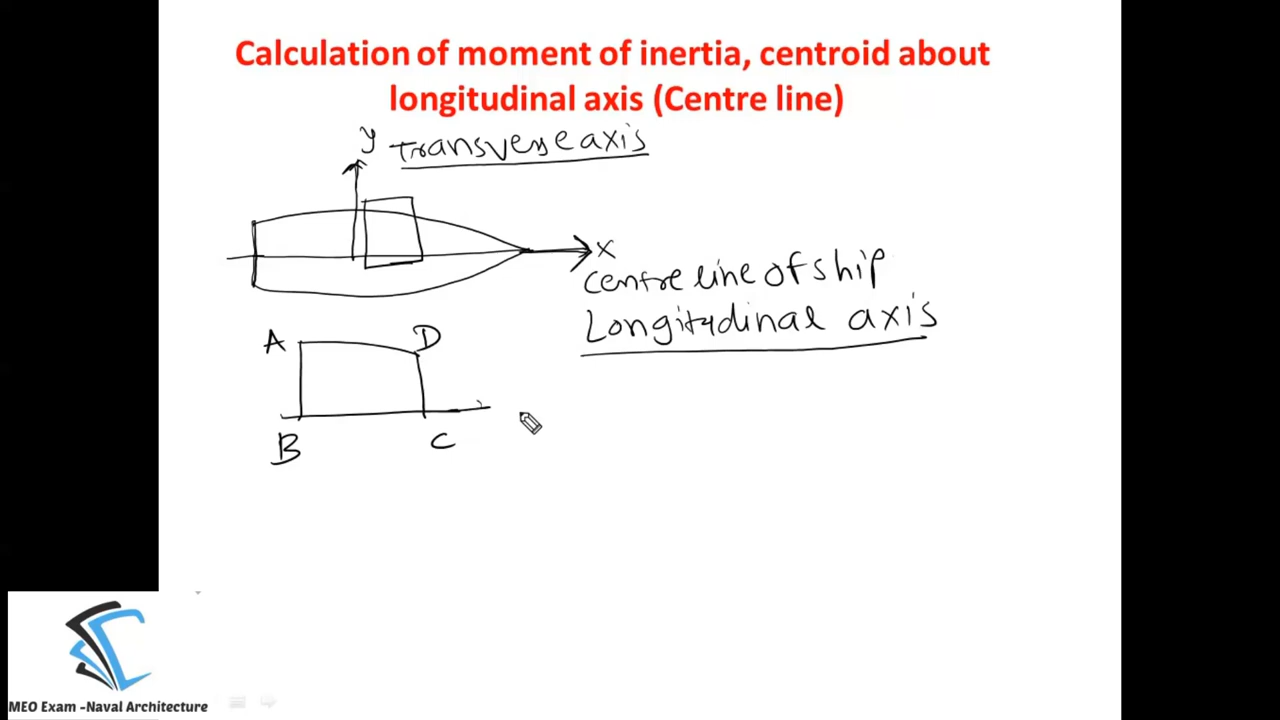 Calculation of moment of inertia, centroid about
longitudinal axis (Centre line)
y Transverse axis
x
Centre line of ship
Longitudinal axis
A D
B C
MEO Exam -Naval Architecture